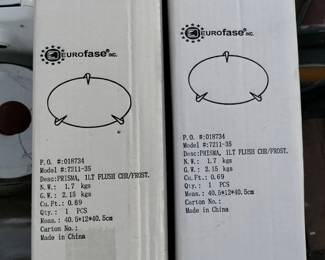 EUROfase INC.
P.O. #:018734
Model #:7211-35
Desc:PRISMA, 1LT FLUSH CHR/FROST.
N.W.: 1.7 kgs
G.W.: 2.15 kgs
Cu.Ft.: 0.69
Qty.: 1 PCS
Meas.: 40.5*12*40.5cm
Carton No.:
Made in China
EUROfase INC.
P.O. #:018734
Model #:7211-35
Desc:PRISMA, 1LT FLUSH CHR/FROST.
N.W.: 1.7 kgs
G.W.: 2.15 kgs
Cu.Ft.: 0.69
Qty.: 1 PCS
Meas.: 40.5*12*40.5cm
Carton No.:
Made in China